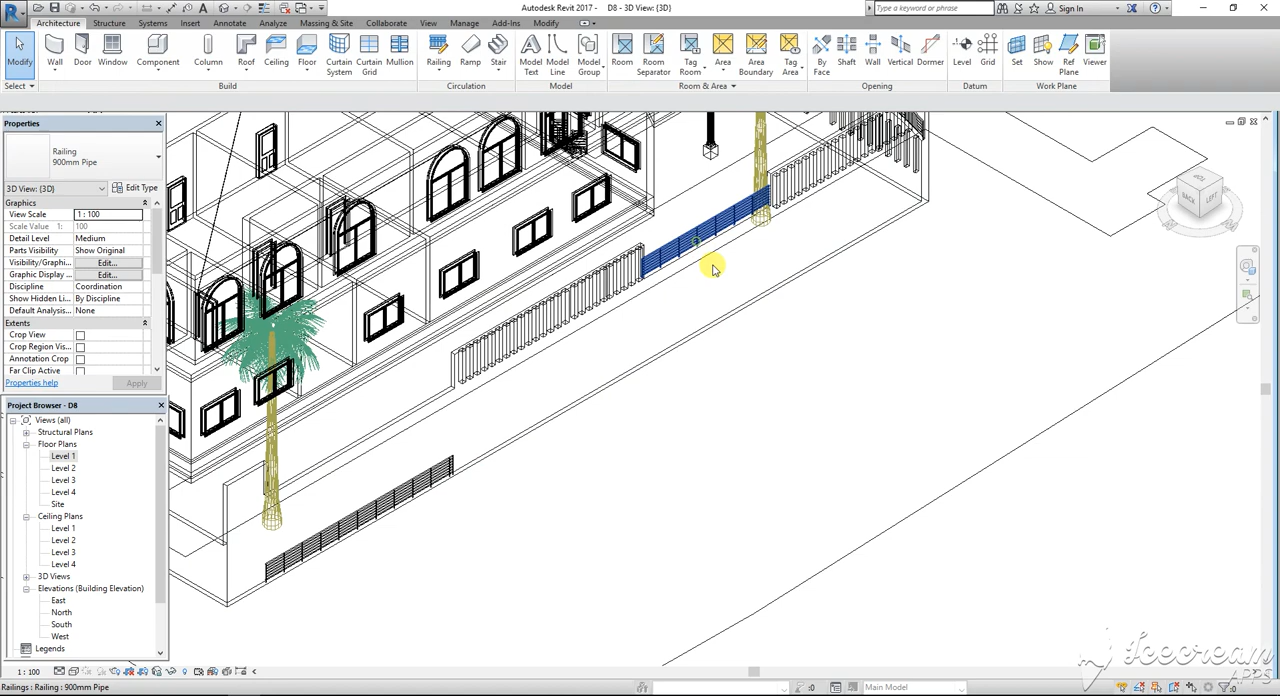 Autodesk Revit 2017 - D8 - 3D View: {3D}
Type a keyword or phrase
Sign In
Architecture Structure Systems Insert Annotate Analyze Massing & Site Collaborate View Manage Add-Ins Modify
Modify Wall Door Window Component Column Roof Ceiling Floor Curtain System Curtain Grid Mullion Railing Ramp Stair Model Text Model Line Model Group Room Room Separator Tag Room Area Area Boundary Tag Area By Face Shaft Wall Vertical Dormer Level Grid Set Show Ref Plane Viewer
Select Build Circulation Model Room & Area Opening Datum Work Plane
Properties
Railing
900mm Pipe
3D View: {3D} Edit Type
Graphics
View Scale 1 : 100
Scale Value 1: 100
Detail Level Medium
Parts Visibility Show Original
Visibility/Graphi... Edit...
Graphic Display ... Edit...
Discipline Coordination
Show Hidden Li... By Discipline
Default Analysis... None
Extents
Crop View
Crop Region Vis...
Annotation Crop
Far Clip Active
Properties help Apply
Project Browser - D8
Views (all)
Structural Plans
Floor Plans
Level 1
Level 2
Level 3
Level 4
Site
Ceiling Plans
Level 1
Level 2
Level 3
Level 4
3D Views
Elevations (Building Elevation)
East
North
South
West
Legends
BACK LEFT
1 : 100
Railings : Railing : 900mm Pipe
:0 Main Model
Icecream
APPS